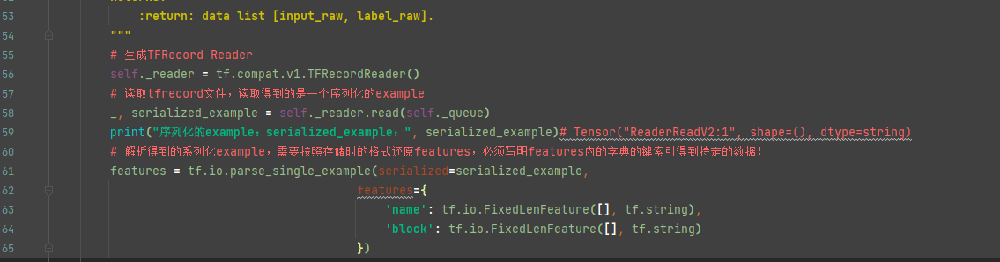 53 :return: data list [input_raw, label_raw].
54 """
55 # 生成TFRecord Reader
56 self._reader = tf.compat.v1.TFRecordReader()
57 # 读取tfrecord文件，读取得到的是一个序列化的example
58 _, serialized_example = self._reader.read(self._queue)
59 print("序列化的example：serialized_example：", serialized_example)# Tensor("ReaderReadV2:1", shape=(), dtype=string)
60 # 解析得到的系列化example，需要按照存储时的格式还原features，必须写明features内的字典的键索引得到特定的数据！
61 features = tf.io.parse_single_example(serialized=serialized_example,
62 features={
63 'name': tf.io.FixedLenFeature([], tf.string),
64 'block': tf.io.FixedLenFeature([], tf.string)
65 })